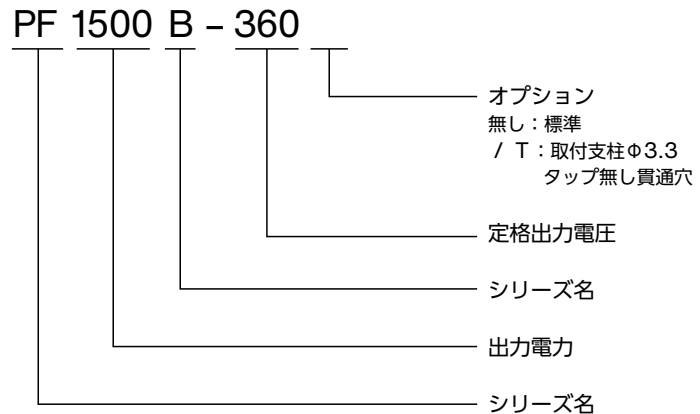 PF 1500 B – 360
オプション
無し：標準
/ T：取付支柱Φ3.3
タップ無し貫通穴
定格出力電圧
シリーズ名
出力電力
シリーズ名